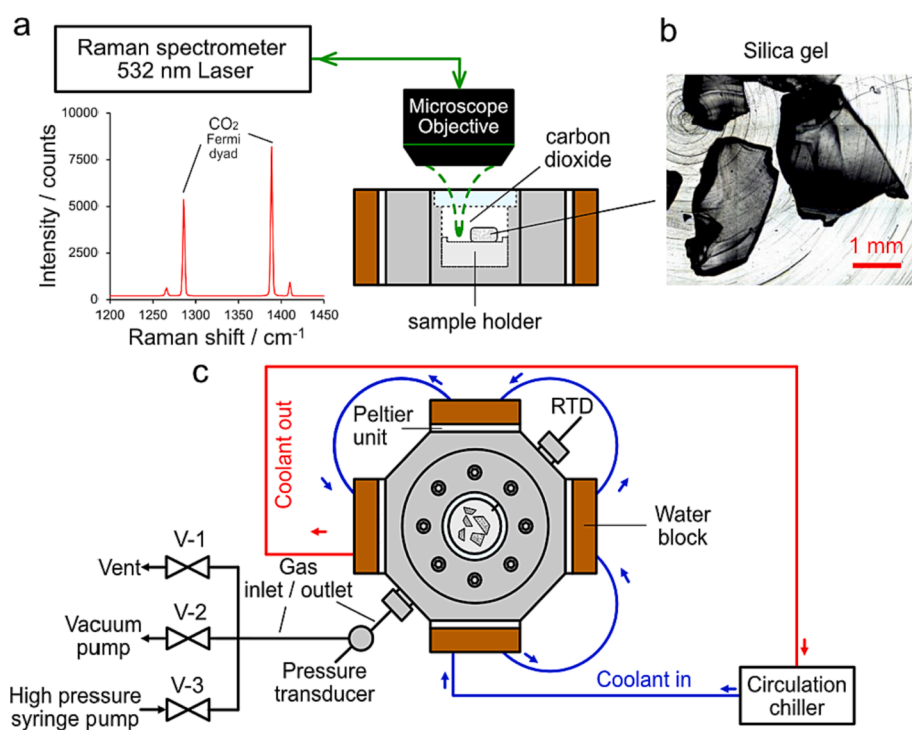 a
Raman spectrometer
532 nm Laser
Microscope
Objective
carbon
dioxide
sample holder
CO2
Fermi
dyad
Intensity / counts
10000
7500
5000
2500
0
1200
1250
1300
1350
1400
1450
Raman shift / cm-1
b
Silica gel
1 mm
c
Coolant out
Peltier
unit
RTD
Water
block
V-1
Vent
V-2
Vacuum
pump
V-3
High pressure
syringe pump
Gas
inlet / outlet
Pressure
transducer
Coolant in
Circulation
chiller